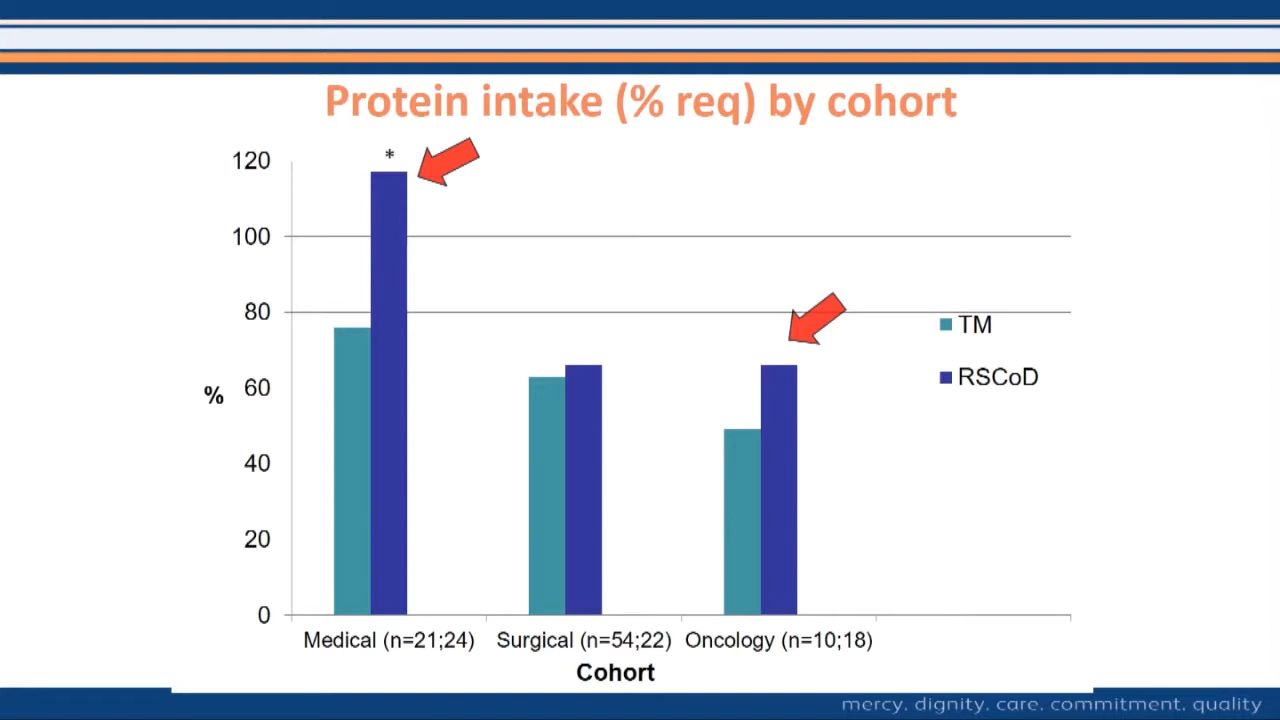 Protein intake (% req) by cohort
*
120
100
80
60
40
20
0
%
TM
RSCoD
Medical (n=21;24)
Surgical (n=54;22)
Oncology (n=10;18)
Cohort
mercy, dignity, care, commitment, quality